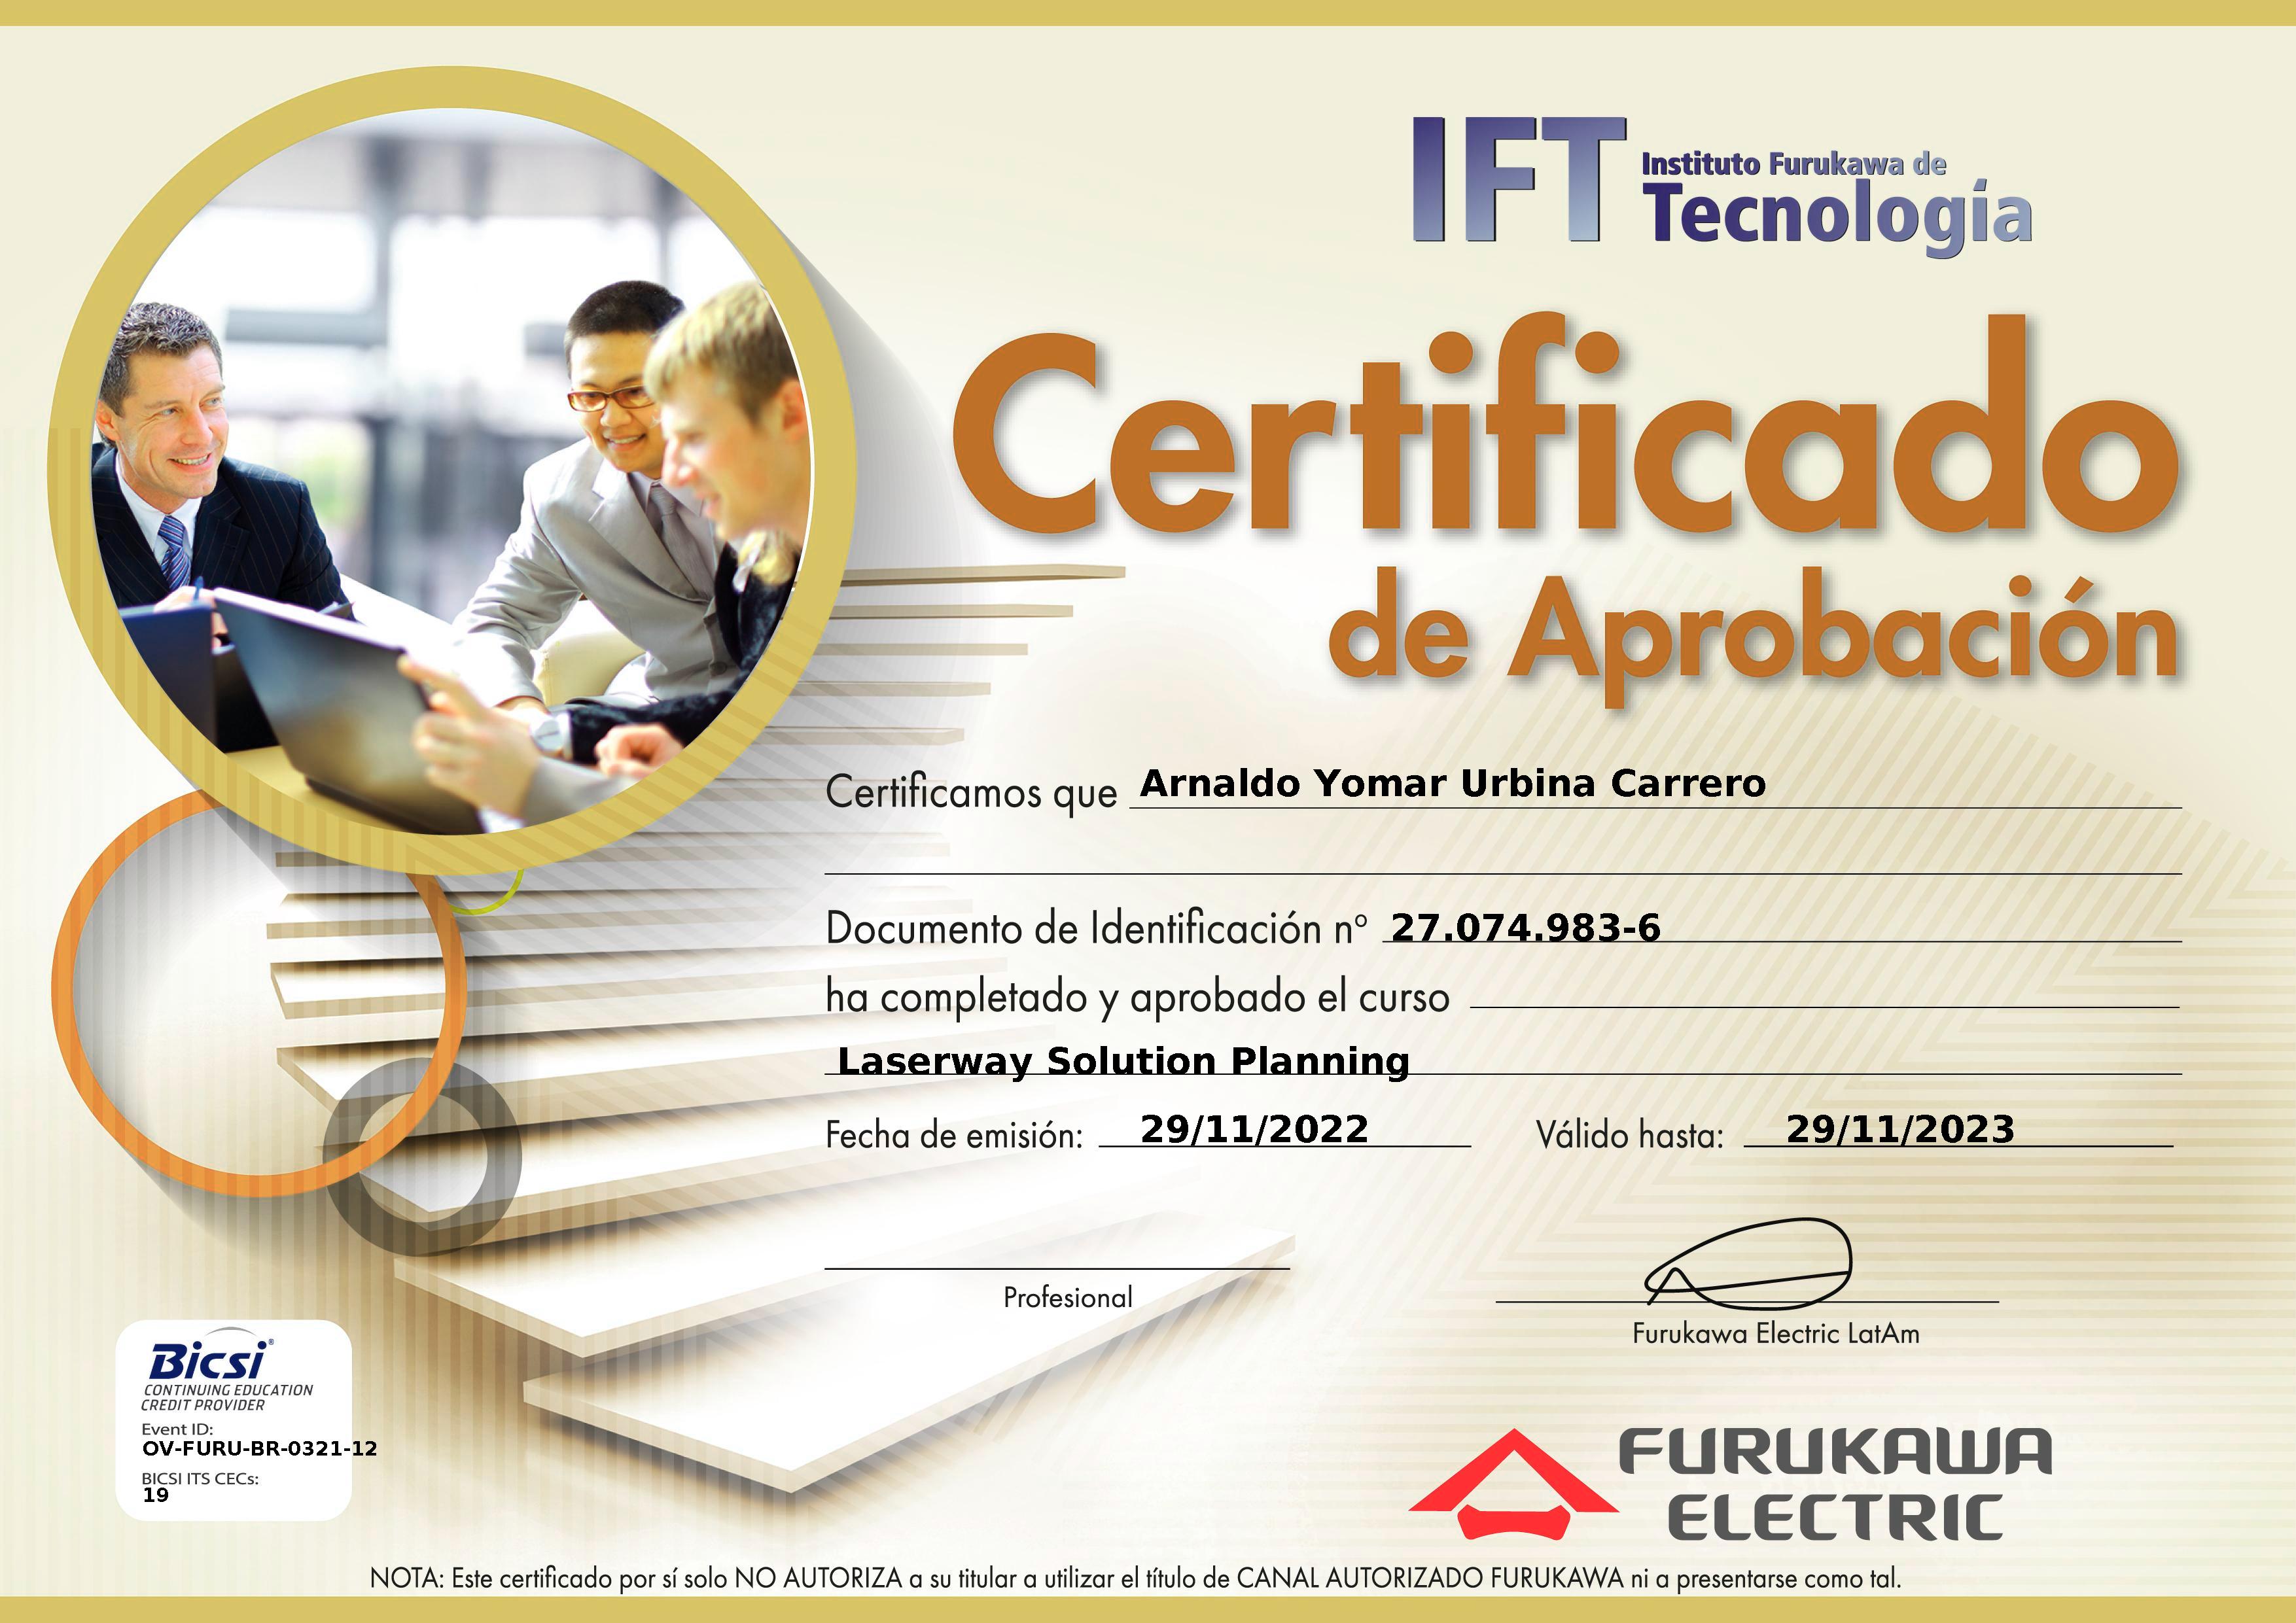 IFT Instituto Furukawa de
Tecnología
Certificado
de Aprobación
Certificamos que Arnaldo Yomar Urbina Carrero
Documento de Identificación nº 27.074.983-6
ha completado y aprobado el curso
Laserway Solution Planning
Fecha de emisión: 29/11/2022 Válido hasta: 29/11/2023
Profesional
Furukawa Electric LatAm
Bicsi®
CONTINUING EDUCATION
CREDIT PROVIDER
Event ID:
OV-FURU-BR-0321-12
BICSI ITS CECs:
19
FURUKAWA
ELECTRIC
NOTA: Este certificado por sí solo NO AUTORIZA a su titular a utilizar el título de CANAL AUTORIZADO FURUKAWA ni a presentarse como tal.